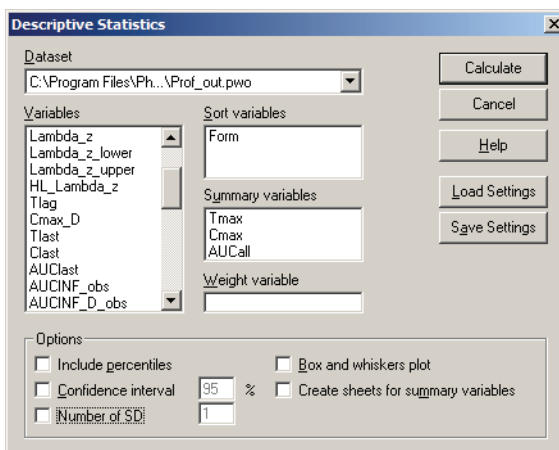 Descriptive Statistics
Dataset
C:\Program Files\Ph...\Prof_out.pwo
Calculate
Cancel
Help
Load Settings
Save Settings
Variables
Lambda_z
Lambda_z_lower
Lambda_z_upper
HL_Lambda_z
Tlag
Cmax_D
Tlast
Clast
AUClast
AUCINF_obs
AUCINF_D_obs
Sort variables
Form
Summary variables
Tmax
Cmax
AUCall
Weight variable
Options
Include percentiles
Box and whiskers plot
Confidence interval 95 %
Create sheets for summary variables
Number of SD 1